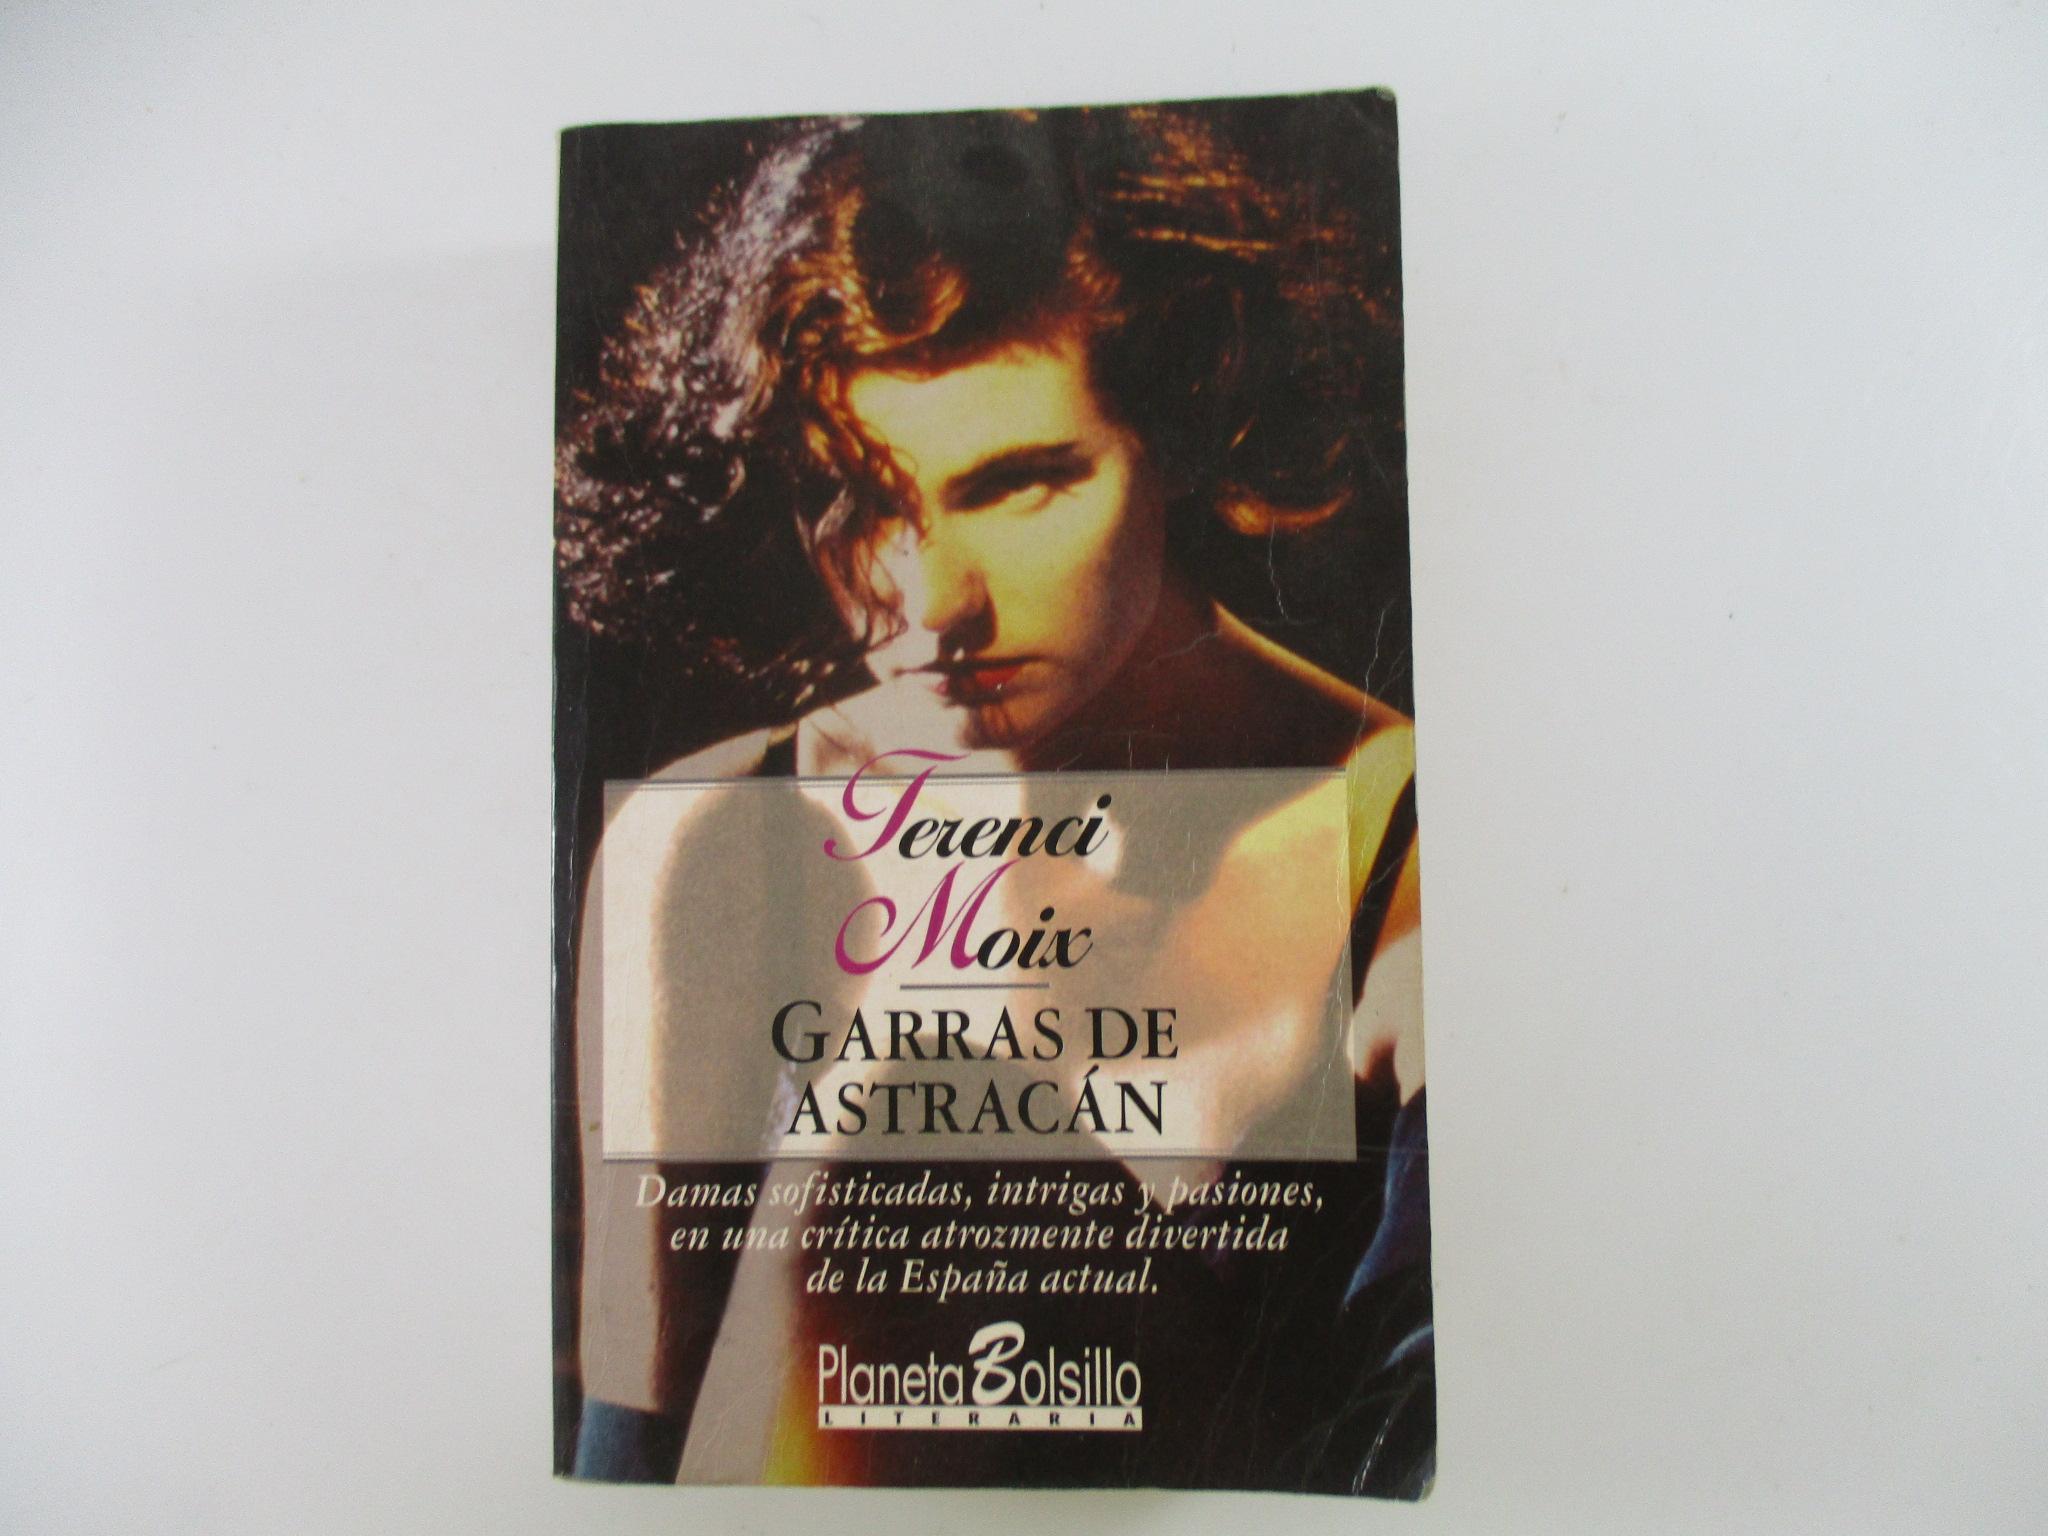 Terenci
Moix
GARRAS DE
ASTRACÁN
Damas sofisticadas, intrigas y pasiones,
en una crítica atrozmente divertida
de la España actual.
Planeta Bolsillo
LITERARIA